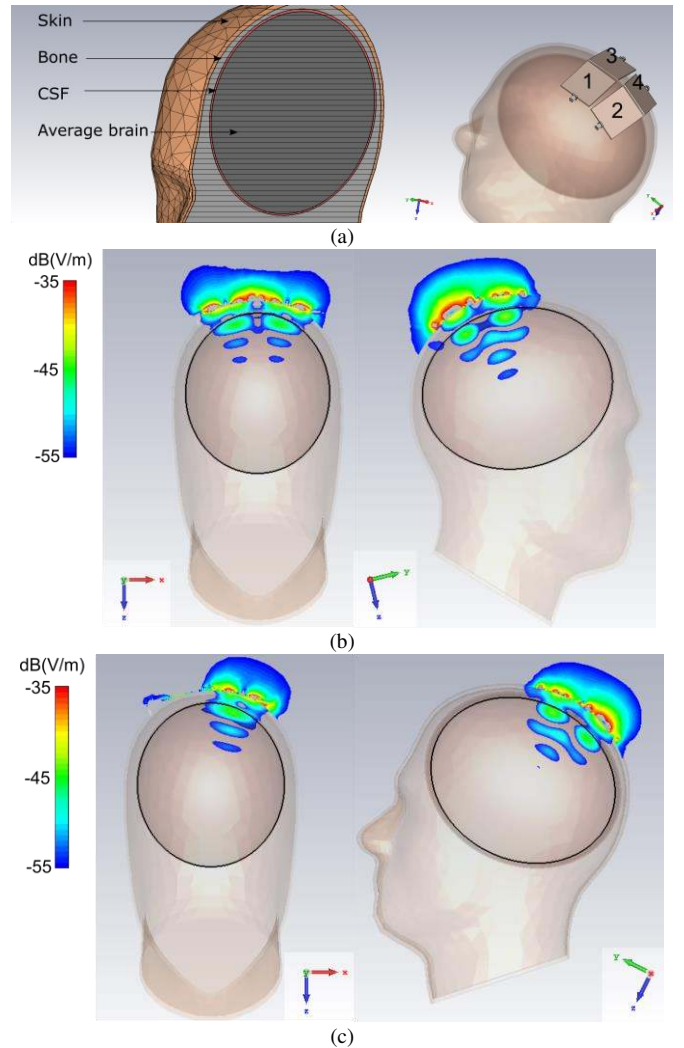 Skin
Bone
CSF
Average brain
3
1
4
2
(a)
dB(V/m)
-35
-45
-55
(b)
dB(V/m)
-35
-45
-55
(c)